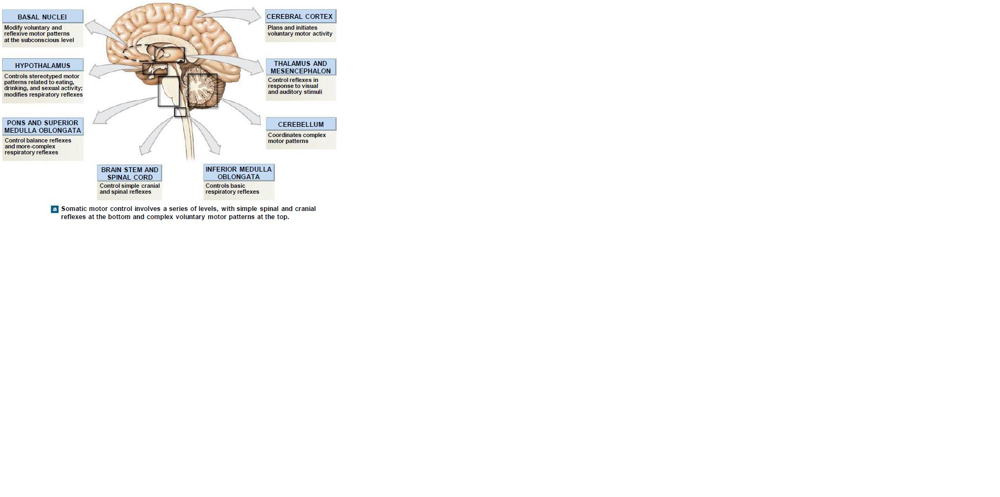 BASAL NUCLEI
Modify voluntary and
reflexive motor patterns
at the subconscious level
CEREBRAL CORTEX
Plans and initiates
voluntary motor activity
HYPOTHALAMUS
Controls stereotyped motor
patterns related to eating,
drinking, and sexual activity;
modifies respiratory reflexes
THALAMUS AND
MESENCEPHALON
Control reflexes in
response to visual
and auditory stimuli
PONS AND SUPERIOR
MEDULLA OBLONGATA
Control balance reflexes
and more-complex
respiratory reflexes
CEREBELLUM
Coordinates complex
motor patterns
BRAIN STEM AND
SPINAL CORD
Control simple cranial
and spinal reflexes
INFERIOR MEDULLA
OBLONGATA
Controls basic
respiratory reflexes
a Somatic motor control involves a series of levels, with simple spinal and cranial
reflexes at the bottom and complex voluntary motor patterns at the top.